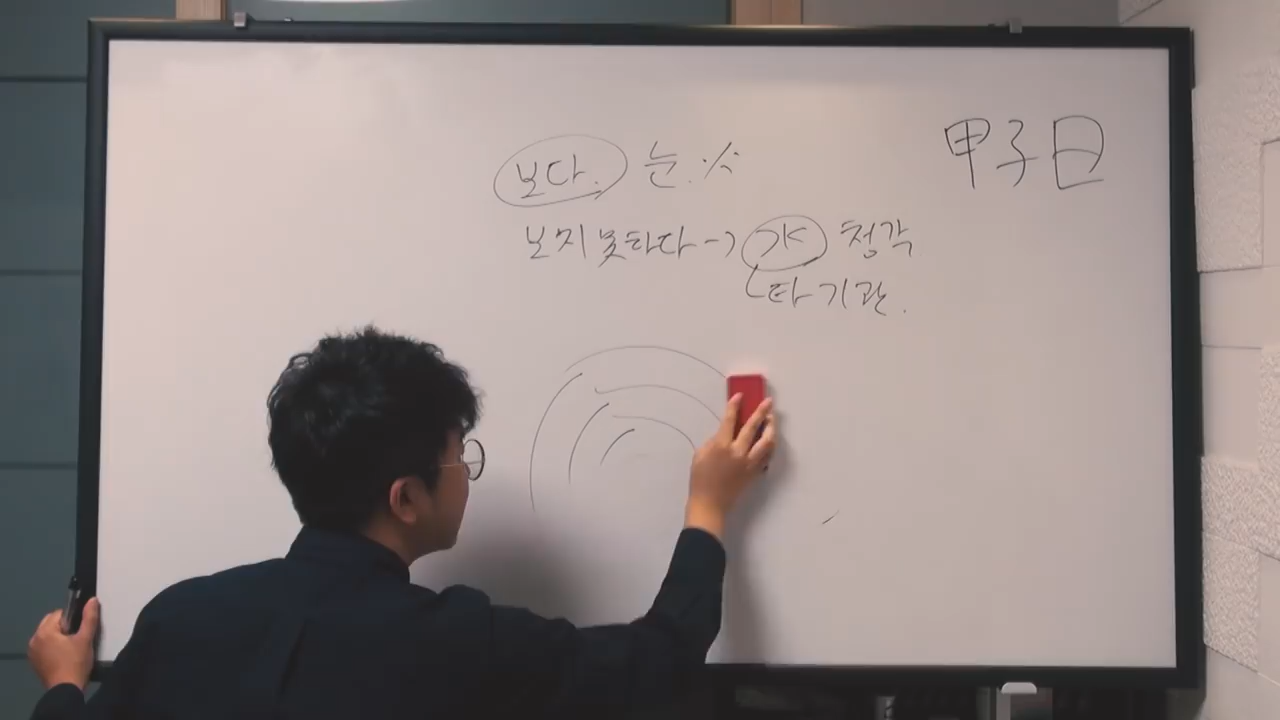 보다. 눈. 火
甲子日
보지 못하다 → 水 청각
타 기관.